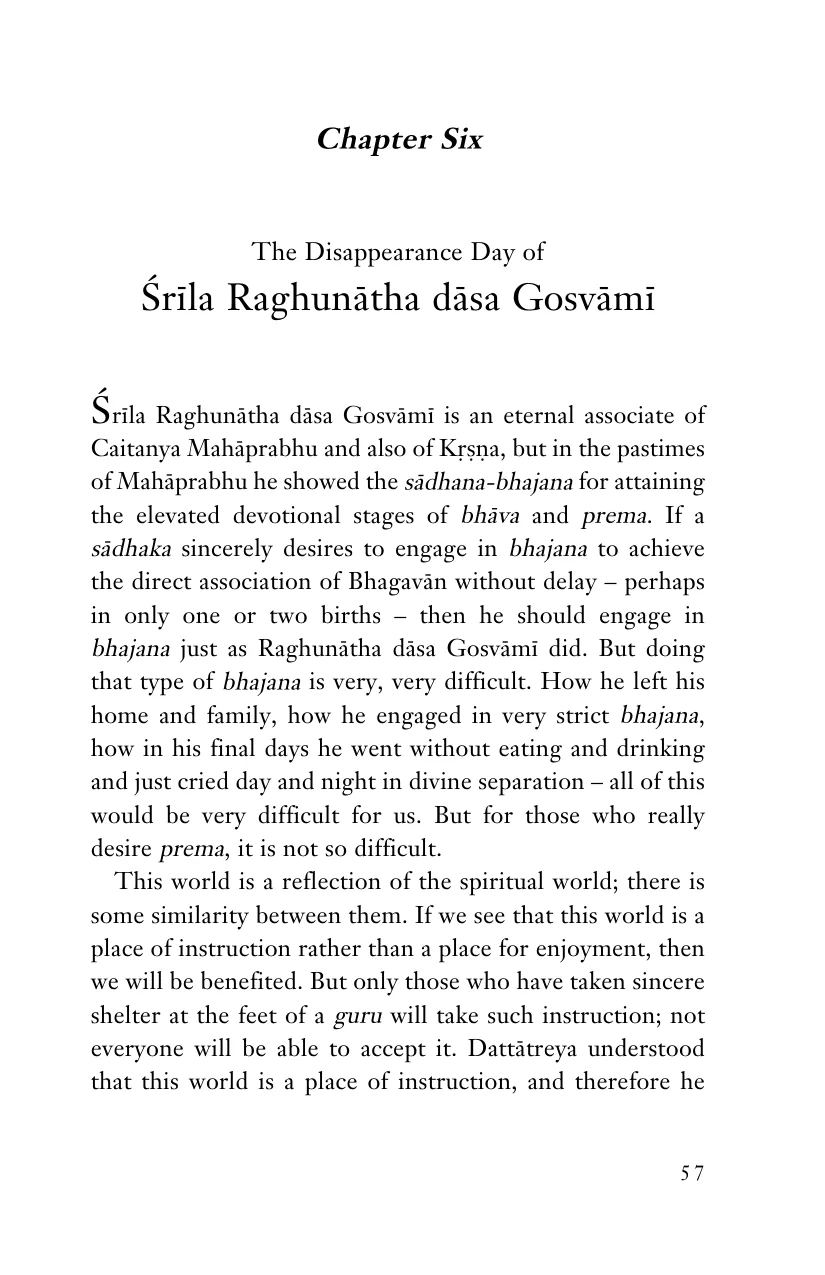 Chapter Six
The Disappearance Day of
Śrīla Raghunātha dāsa Gosvāmī
Śrīla Raghunātha dāsa Gosvāmī is an eternal associate of
Caitanya Mahāprabhu and also of Kṛṣṇa, but in the pastimes
of Mahāprabhu he showed the sādhana-bhajana for attaining
the elevated devotional stages of bhāva and prema. If a
sādhaka sincerely desires to engage in bhajana to achieve
the direct association of Bhagavān without delay – perhaps
in only one or two births – then he should engage in
bhajana just as Raghunātha dāsa Gosvāmī did. But doing
that type of bhajana is very, very difficult. How he left his
home and family, how he engaged in very strict bhajana,
how in his final days he went without eating and drinking
and just cried day and night in divine separation – all of this
would be very difficult for us. But for those who really
desire prema, it is not so difficult.
This world is a reflection of the spiritual world; there is
some similarity between them. If we see that this world is a
place of instruction rather than a place for enjoyment, then
we will be benefited. But only those who have taken sincere
shelter at the feet of a guru will take such instruction; not
everyone will be able to accept it. Dattātreya understood
that this world is a place of instruction, and therefore he
57